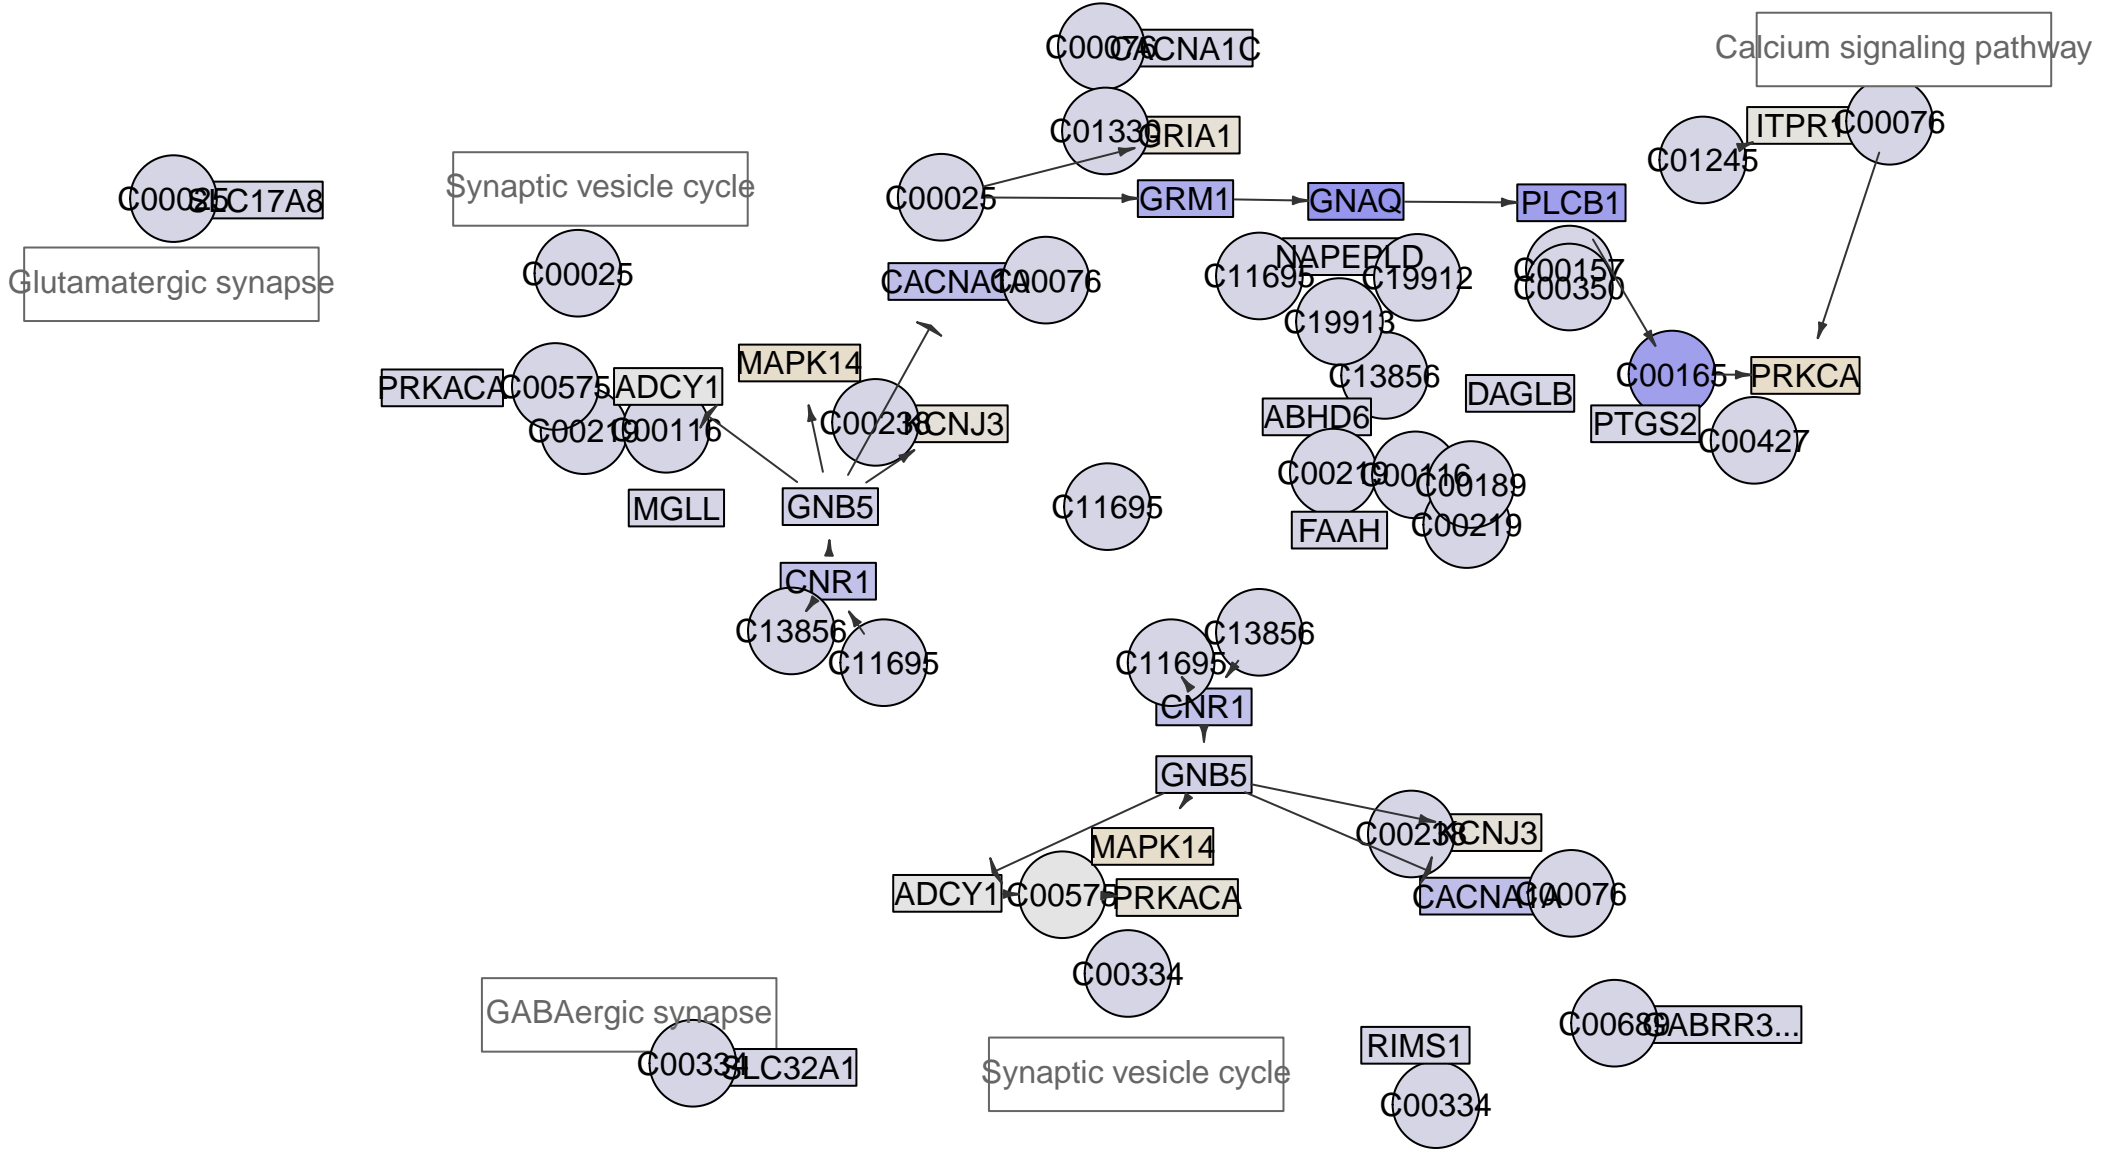 C00076
CACNA1C
Calcium signaling pathway
C01330
GRIA1
ITPR1
C00076
C01245
Synaptic vesicle cycle
C00025
SLC17A8
C00025
GRM1
GNAQ
PLCB1
Glutamatergic synapse
C00025
CACNA1A
C00076
C11695
NAPEPLD
C19912
C00157
C00350
C19913
MAPK14
PRKACA
C00575
ADCY1
C13856
C00165
PRKCA
DAGLB
C00219
C00116
C00238
KCNJ3
ABHD6
PTGS2
C00427
MGLL
GNB5
C11695
C00219
C00116
C00189
FAAH
C00219
CNR1
C13856
C11695
C11695
C13856
CNR1
GNB5
MAPK14
C00238
KCNJ3
ADCY1
C00575
PRKACA
CACNA1A
C00076
C00334
GABAergic synapse
C00334
SLC32A1
Synaptic vesicle cycle
RIMS1
C00689
GABRR3...
C00334